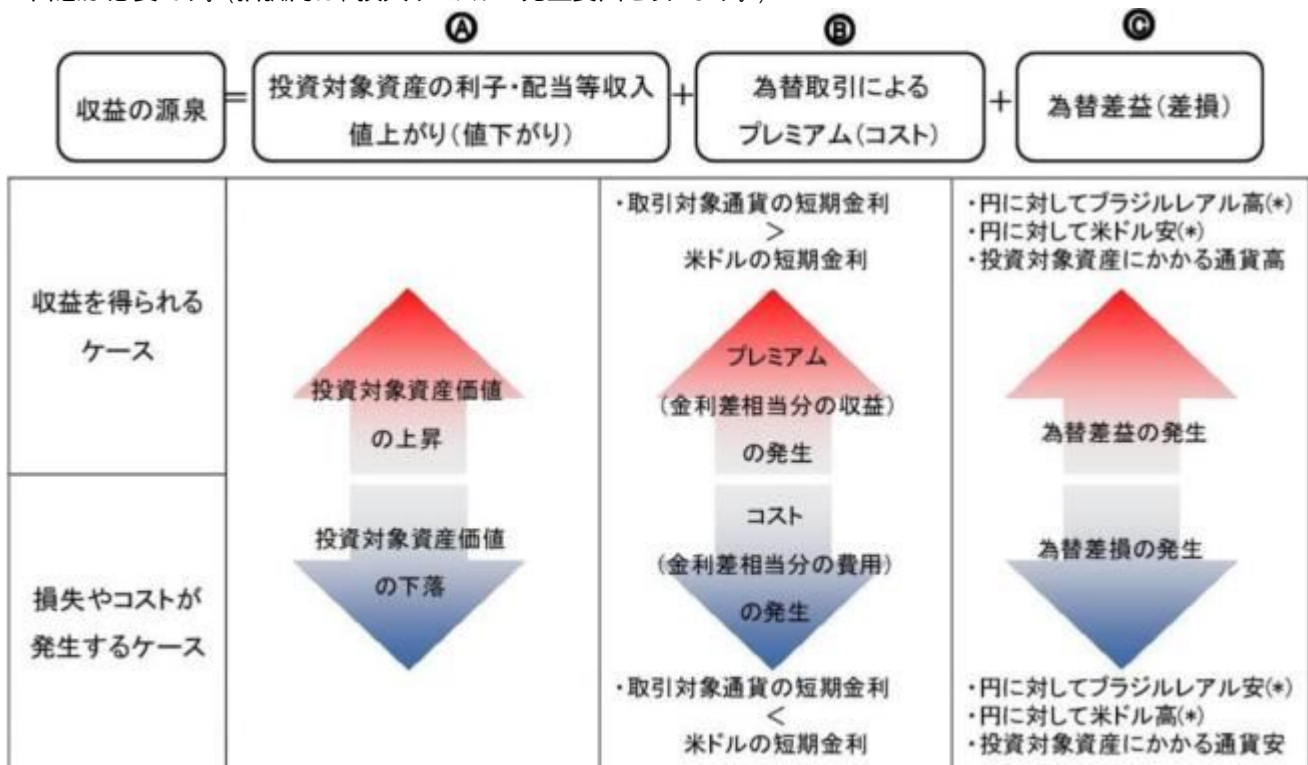 Ⓐ
Ⓑ
Ⓒ
収益の源泉
=
投資対象資産の利子・配当等収入
値上がり(値下がり)
+
為替取引による
プレミアム(コスト)
+
為替差益(差損)
収益を得られる
ケース
投資対象資産価値
の上昇
・取引対象通貨の短期金利
>
米ドルの短期金利
プレミアム
(金利差相当分の収益)
の発生
・円に対してブラジルレアル高(*)
・円に対して米ドル安(*)
・投資対象資産にかかる通貨高
為替差益の発生
損失やコストが
発生するケース
投資対象資産価値
の下落
コスト
(金利差相当分の費用)
の発生
・取引対象通貨の短期金利
<
米ドルの短期金利
為替差損の発生
・円に対してブラジルレアル安(*)
・円に対して米ドル高(*)
・投資対象資産にかかる通貨安